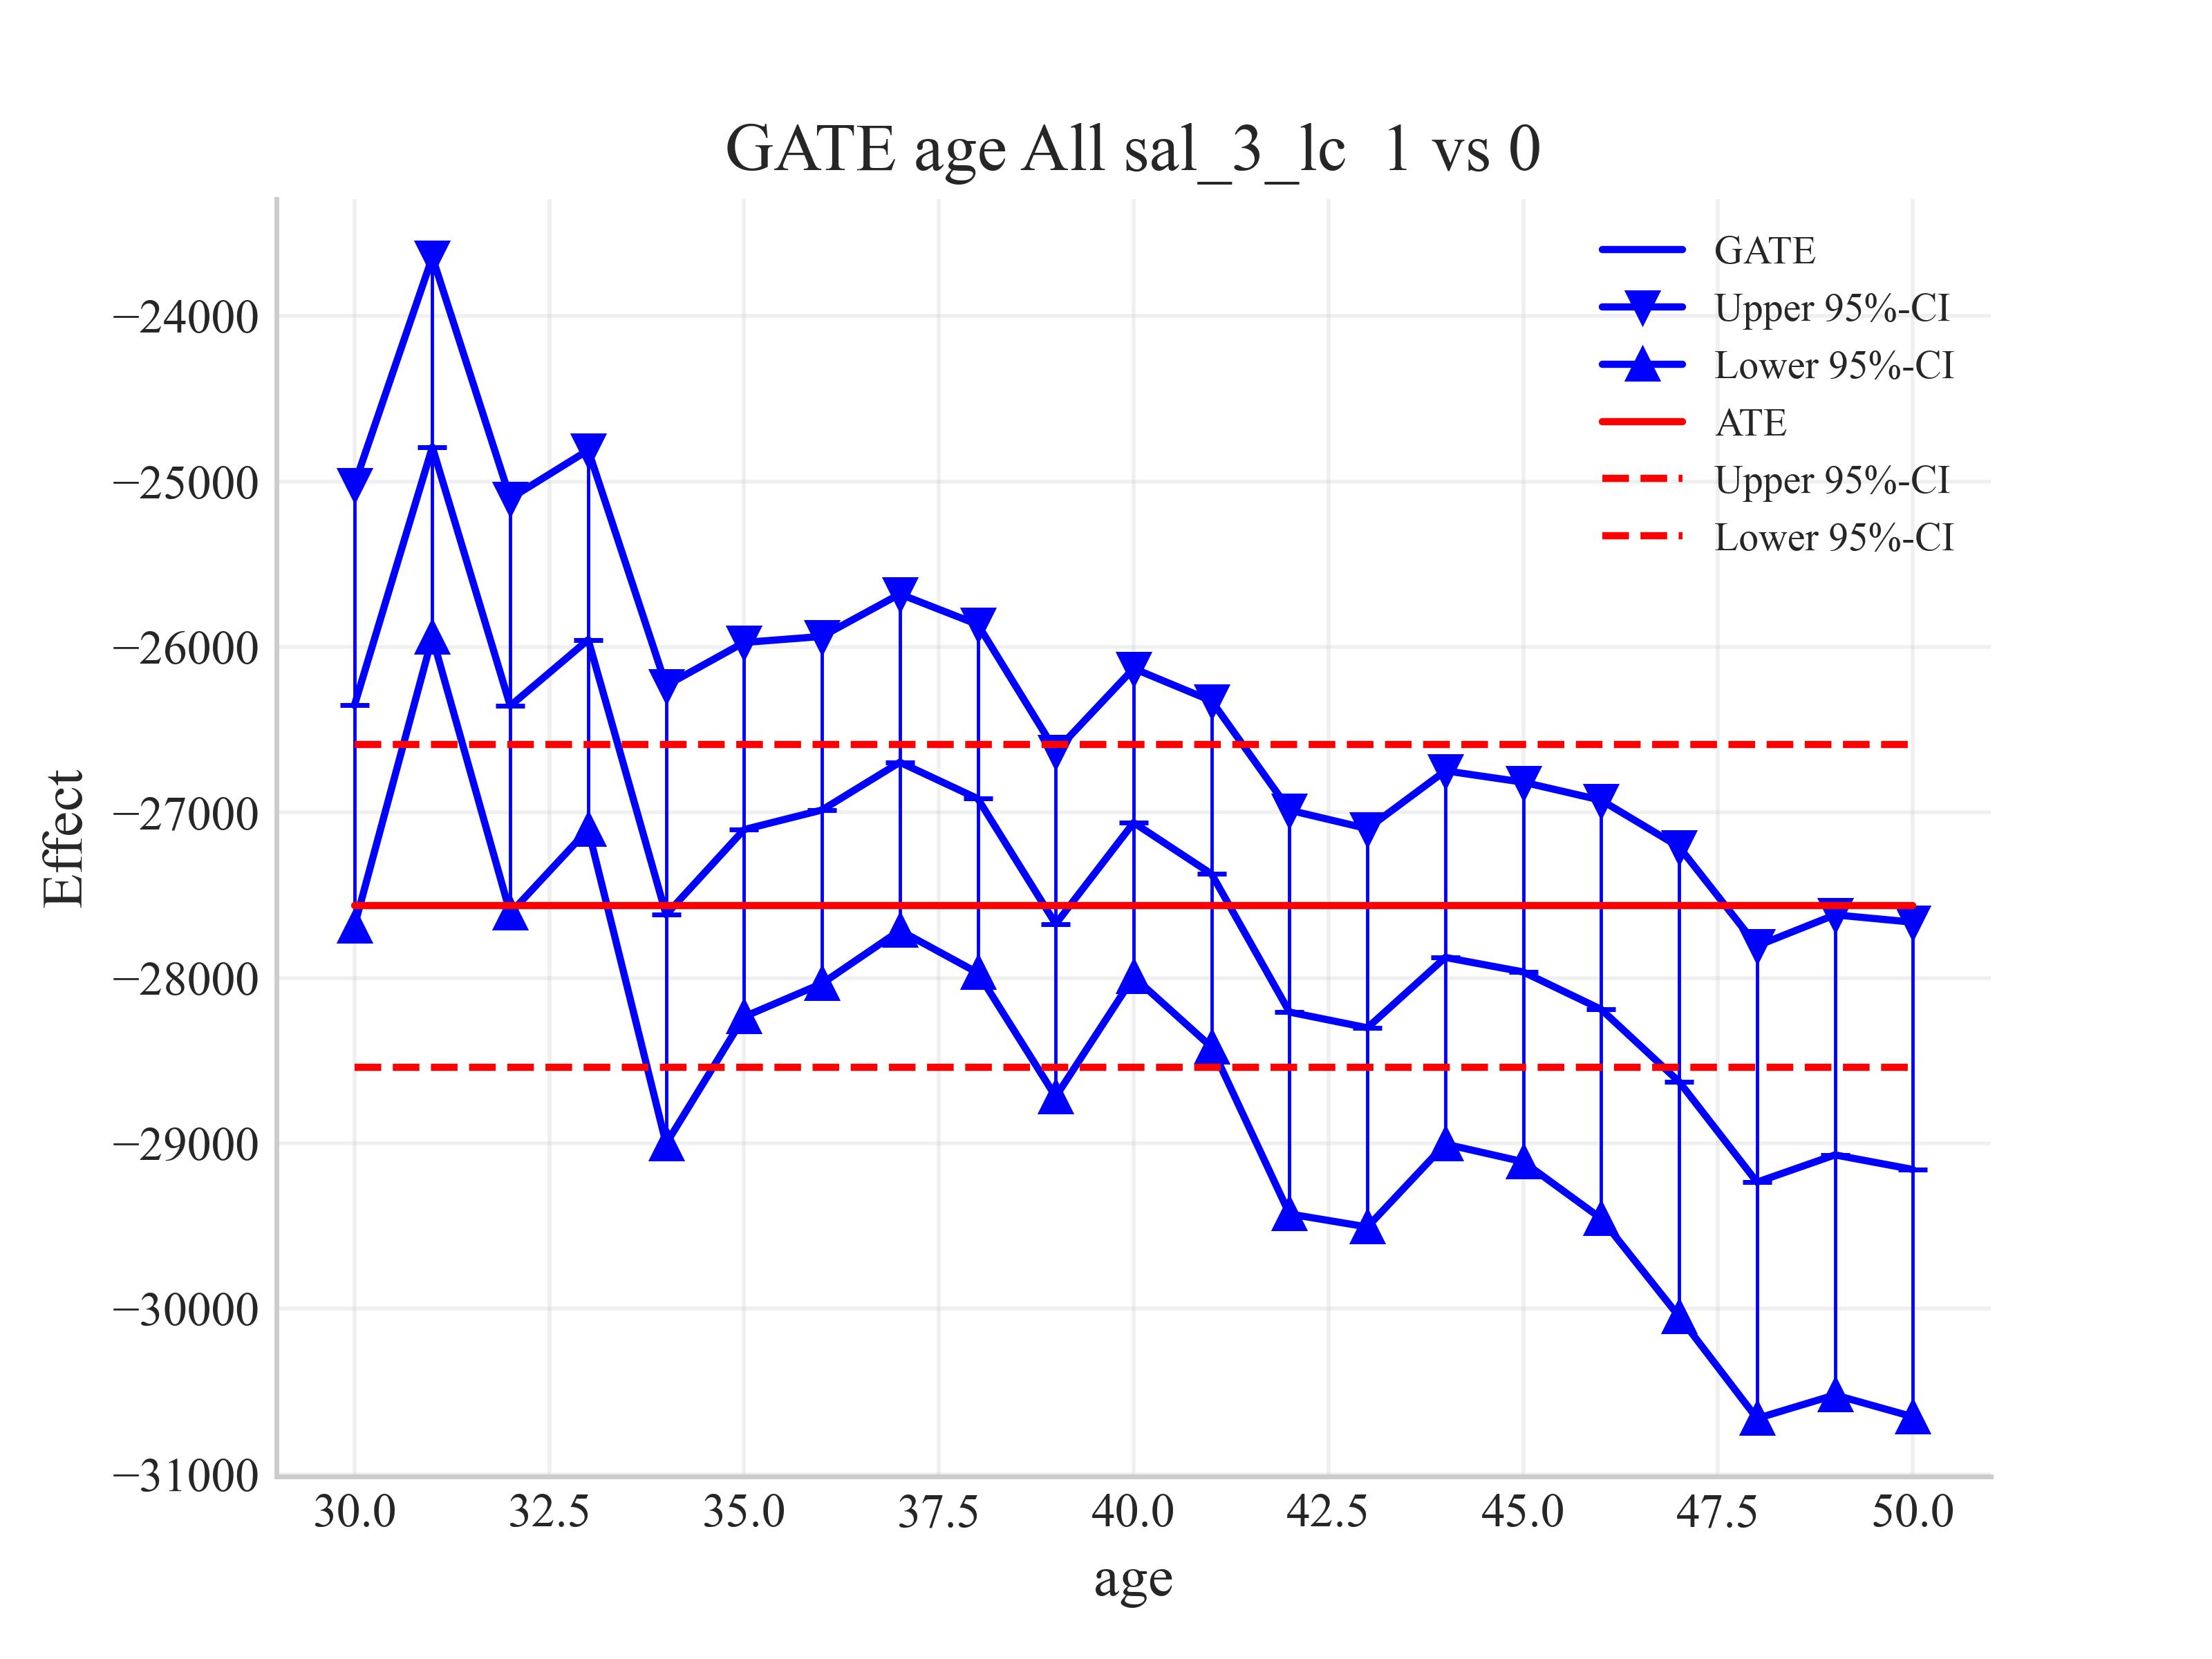 GATE age All sal_3_lc  1 vs 0
GATE
Upper 95%-CI
Lower 95%-CI
ATE
Upper 95%-CI
Lower 95%-CI
Effect
−24000
−25000
−26000
−27000
−28000
−29000
−30000
−31000
30.0 32.5 35.0 37.5 40.0 42.5 45.0 47.5 50.0
age